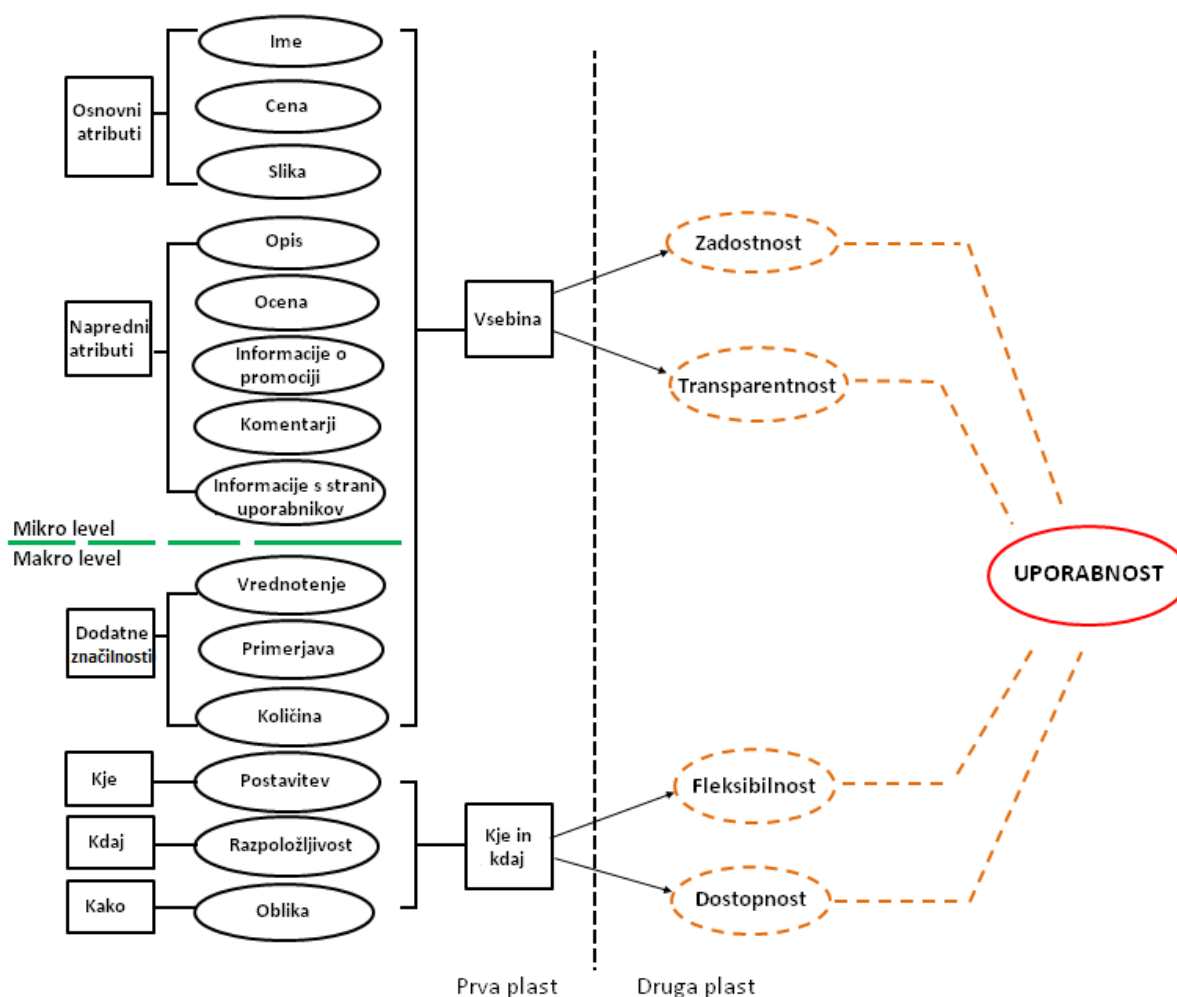 Osnovni
atributi
Ime
Cena
Slika
Napredni
atributi
Opis
Ocena
Informacije o
promociji
Komentarji
Informacije s strani
uporabnikov
Mikro level
Makro level
Dodatne
značilnosti
Vrednotenje
Primerjava
Količina
Kje
Postavitev
Kdaj
Razpoložljivost
Kako
Oblika
Vsebina
Kje in
kdaj
Zadostnost
Transparentnost
Fleksibilnost
Dostopnost
UPORABNOST
Prva plast
Druga plast